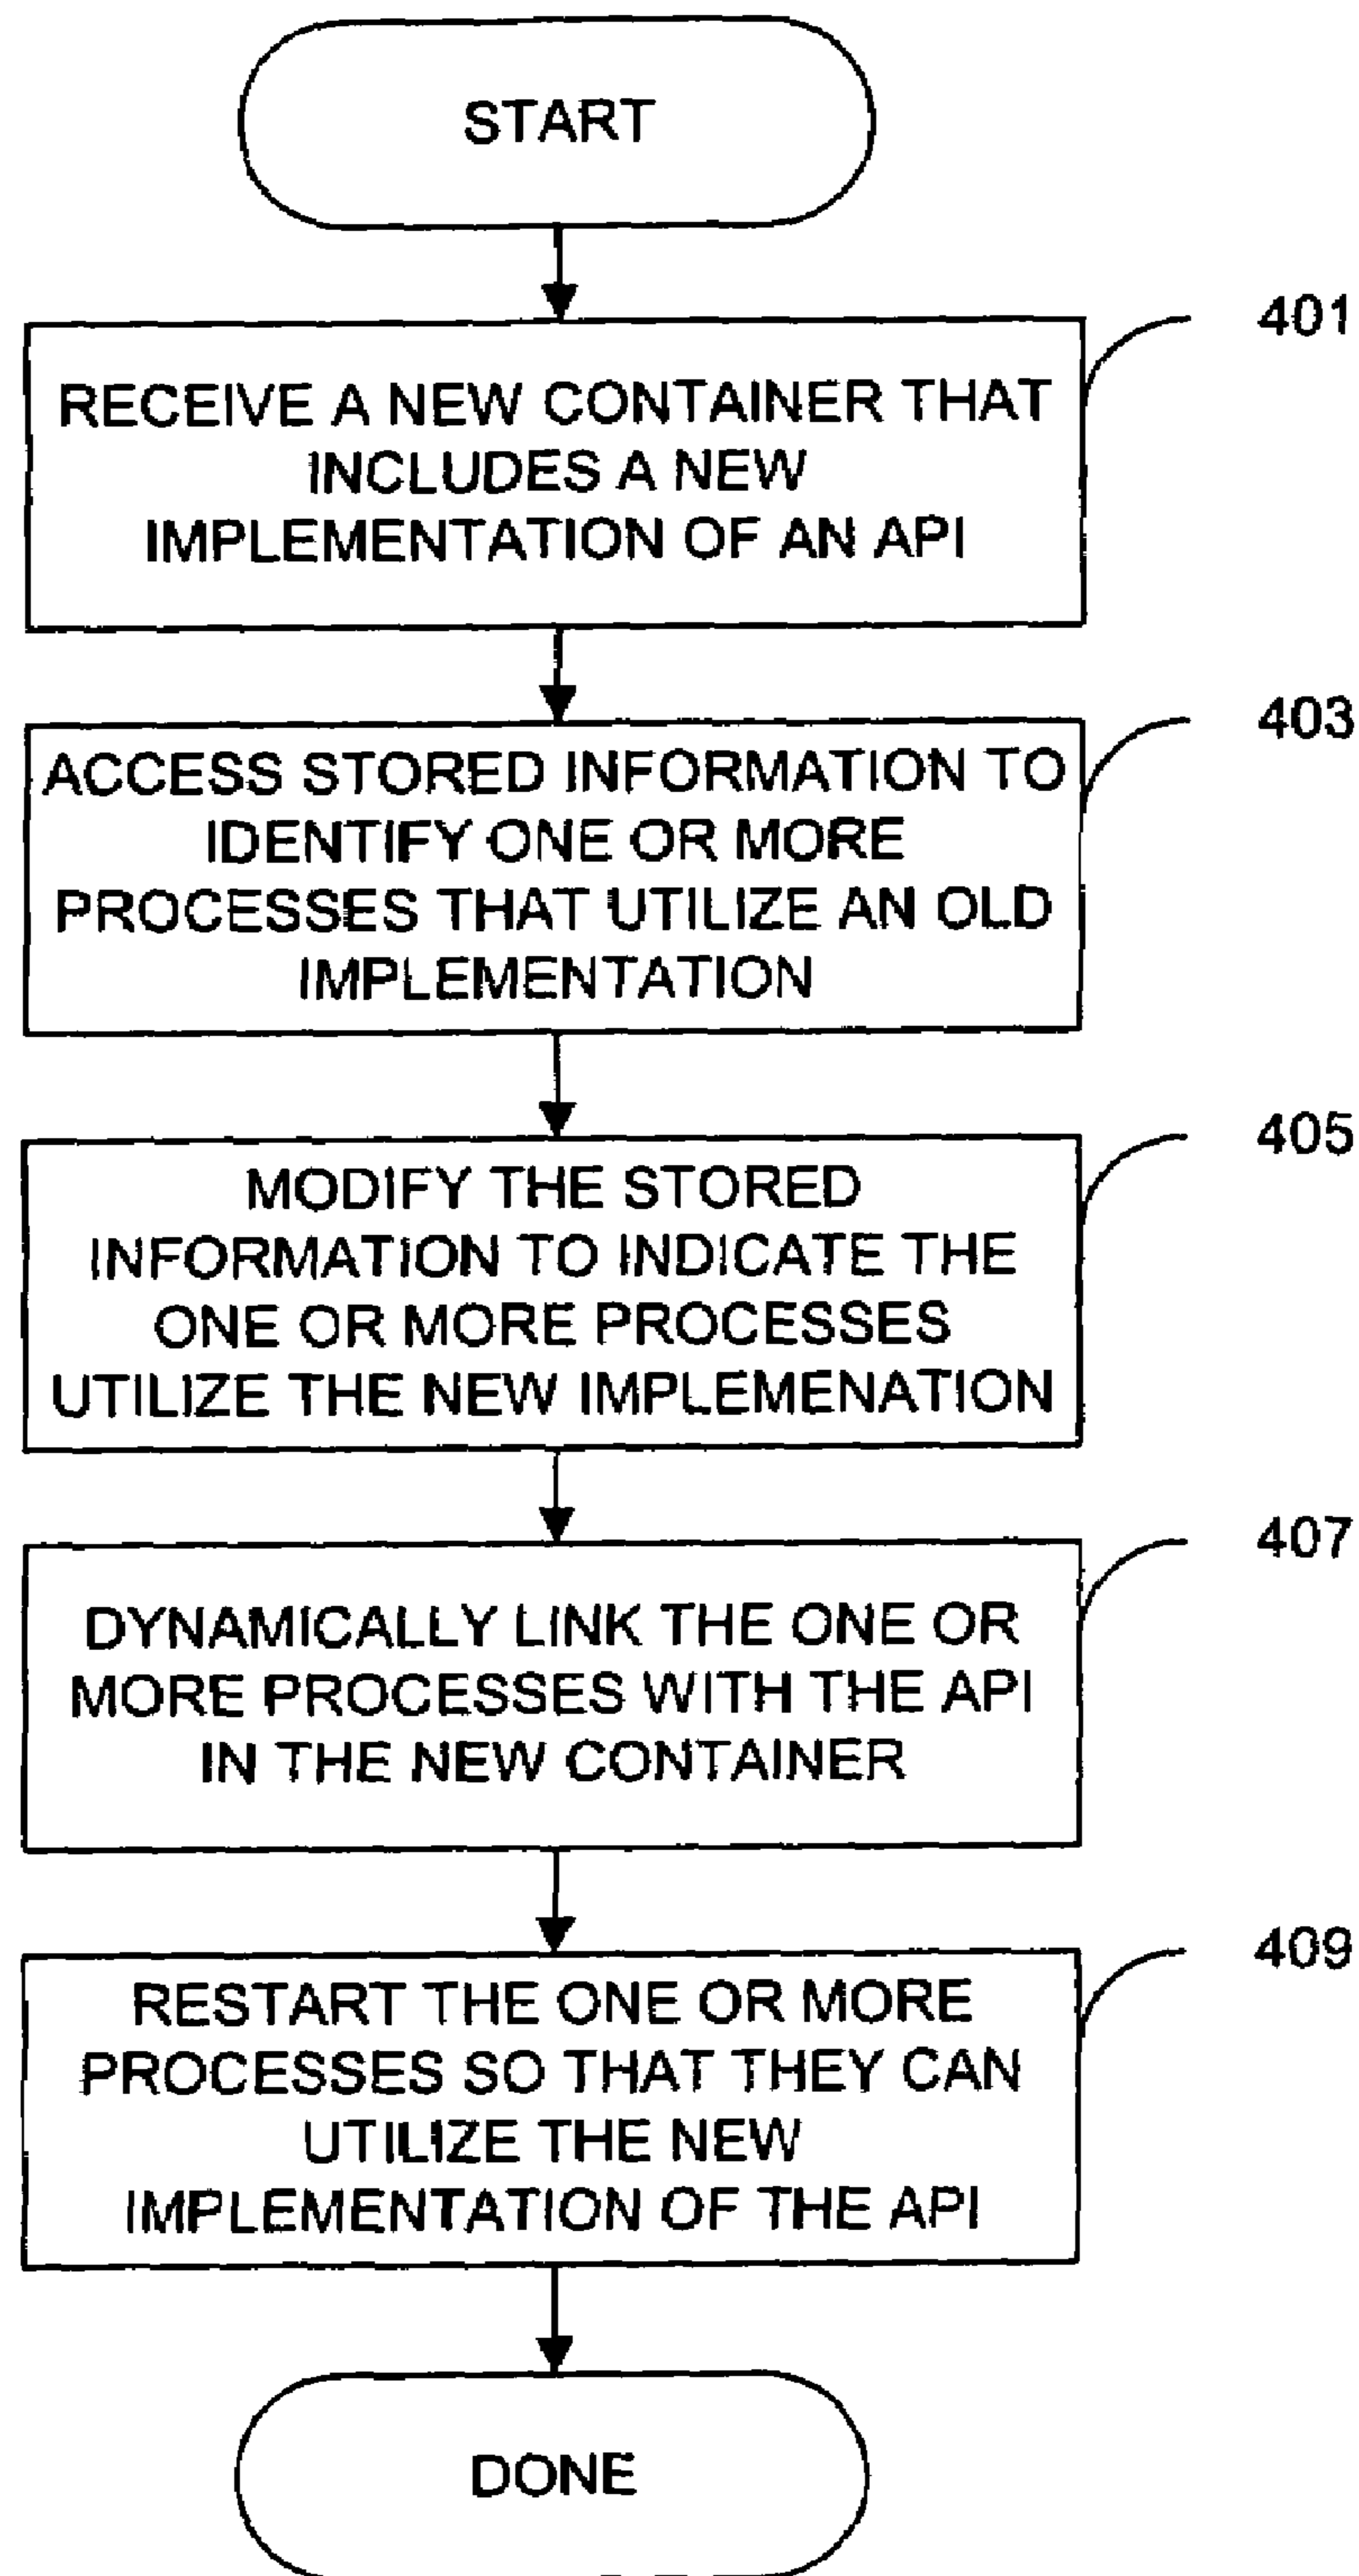 START
401
RECEIVE A NEW CONTAINER THAT
INCLUDES A NEW
IMPLEMENTATION OF AN API
403
ACCESS STORED INFORMATION TO
IDENTIFY ONE OR MORE
PROCESSES THAT UTILIZE AN OLD
IMPLEMENTATION
405
MODIFY THE STORED
INFORMATION TO INDICATE THE
ONE OR MORE PROCESSES
UTILIZE THE NEW IMPLEMENATION
407
DYNAMICALLY LINK THE ONE OR
MORE PROCESSES WITH THE API
IN THE NEW CONTAINER
409
RESTART THE ONE OR MORE
PROCESSES SO THAT THEY CAN
UTILIZE THE NEW
IMPLEMENTATION OF THE API
DONE